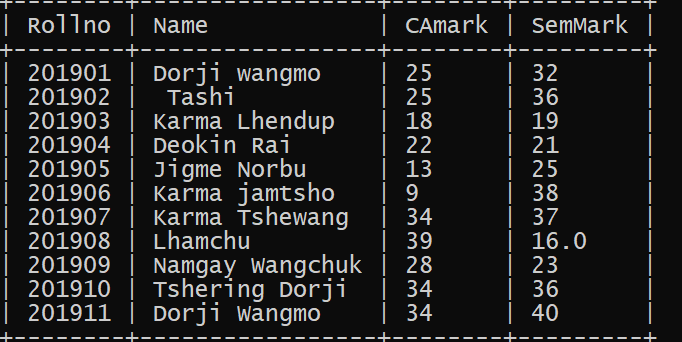 +--------+----------------+--------+---------+
| Rollno | Name           | CAmark | SemMark |
+--------+----------------+--------+---------+
| 201901 | Dorji wangmo   | 25     | 32      |
| 201902 |  Tashi         | 25     | 36      |
| 201903 | Karma Lhendup  | 18     | 19      |
| 201904 | Deokin Rai     | 22     | 21      |
| 201905 | Jigme Norbu    | 13     | 25      |
| 201906 | Karma jamtsho  | 9      | 38      |
| 201907 | Karma Tshewang | 34     | 37      |
| 201908 | Lhamchu        | 39     | 16.0    |
| 201909 | Namgay Wangchuk | 28     | 23      |
| 201910 | Tshering Dorji | 34     | 36      |
| 201911 | Dorji Wangmo   | 34     | 40      |
+--------+----------------+--------+---------+